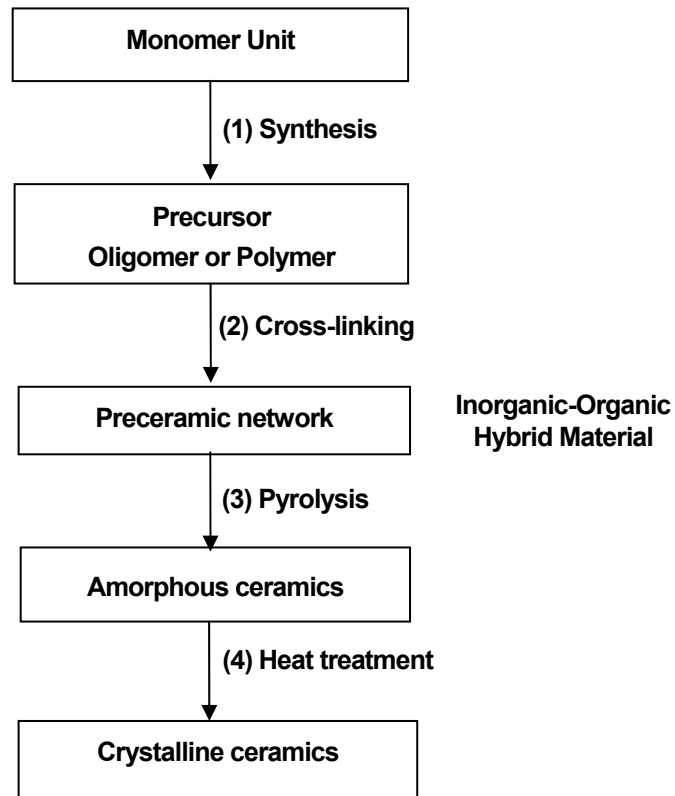 Monomer Unit
(1) Synthesis
Precursor
Oligomer or Polymer
(2) Cross-linking
Preceramic network
Inorganic-Organic
Hybrid Material
(3) Pyrolysis
Amorphous ceramics
(4) Heat treatment
Crystalline ceramics